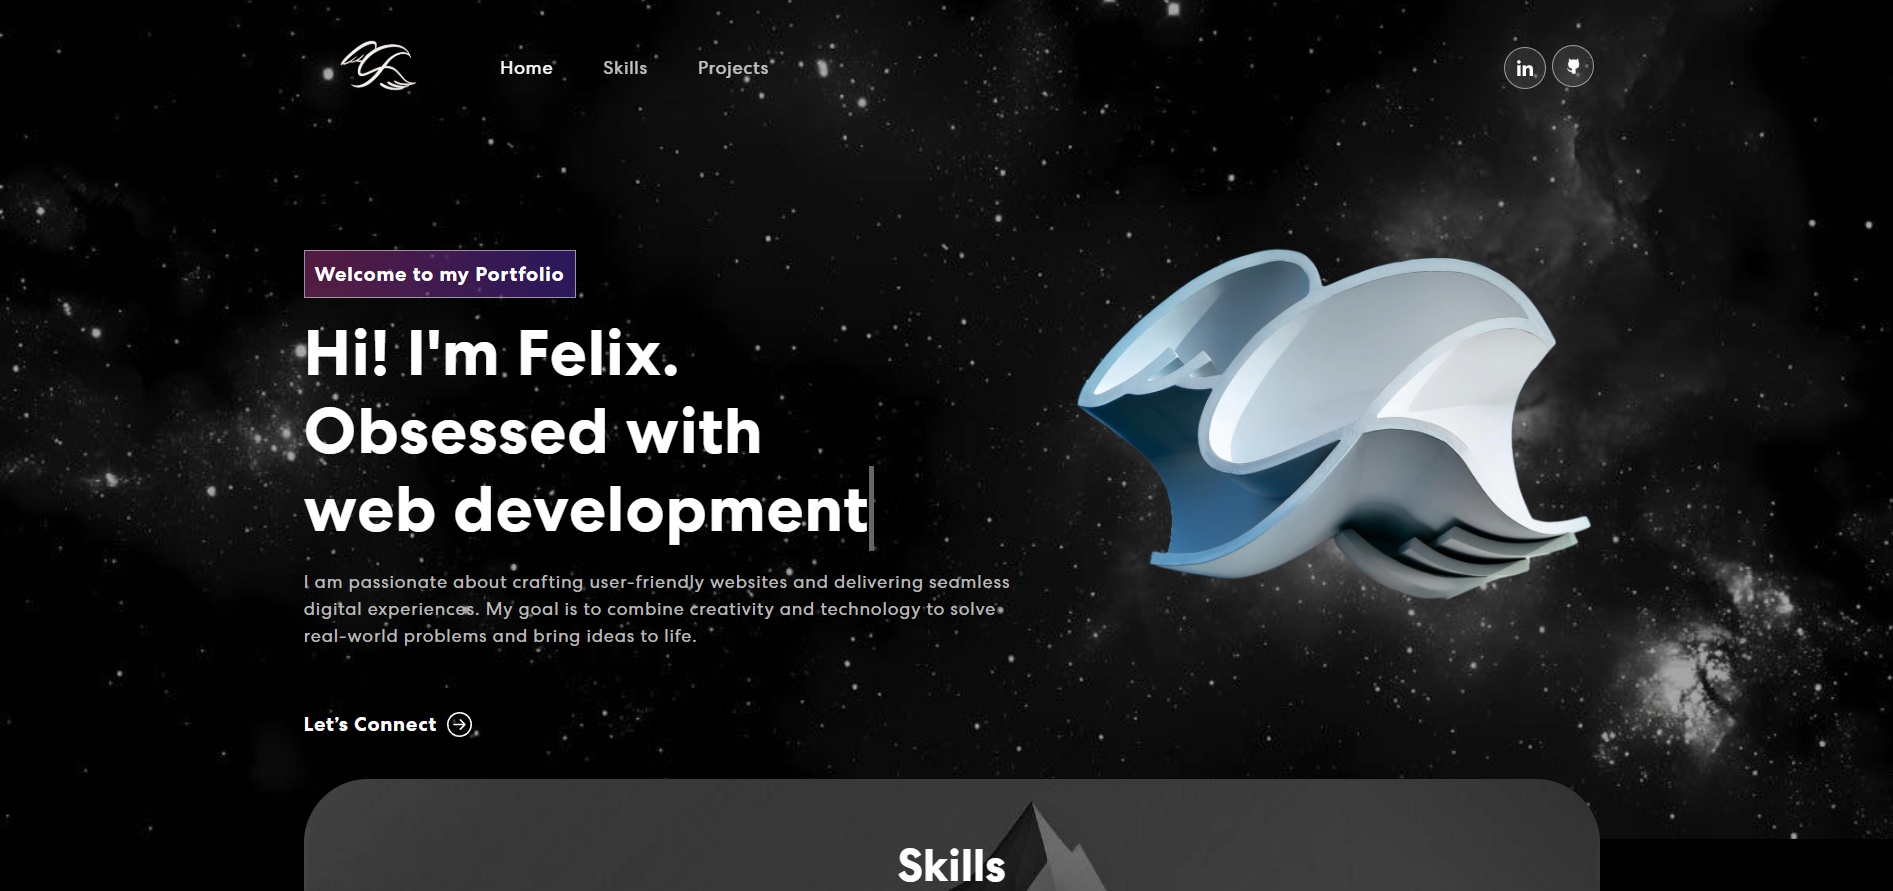 Home
Skills
Projects
in
Welcome to my Portfolio
Hi! I'm Felix.
Obsessed with
web development
I am passionate about crafting user-friendly websites and delivering seamless
digital experiences. My goal is to combine creativity and technology to solve
real-world problems and bring ideas to life.
Let's Connect
Skills